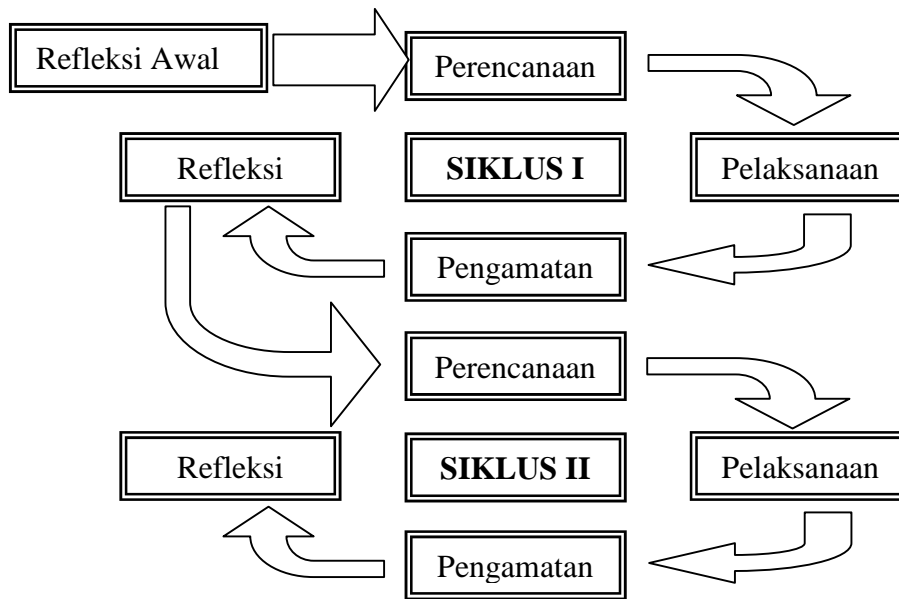 Refleksi Awal
Perencanaan
Refleksi
SIKLUS I
Pelaksanaan
Pengamatan
Perencanaan
Refleksi
SIKLUS II
Pelaksanaan
Pengamatan